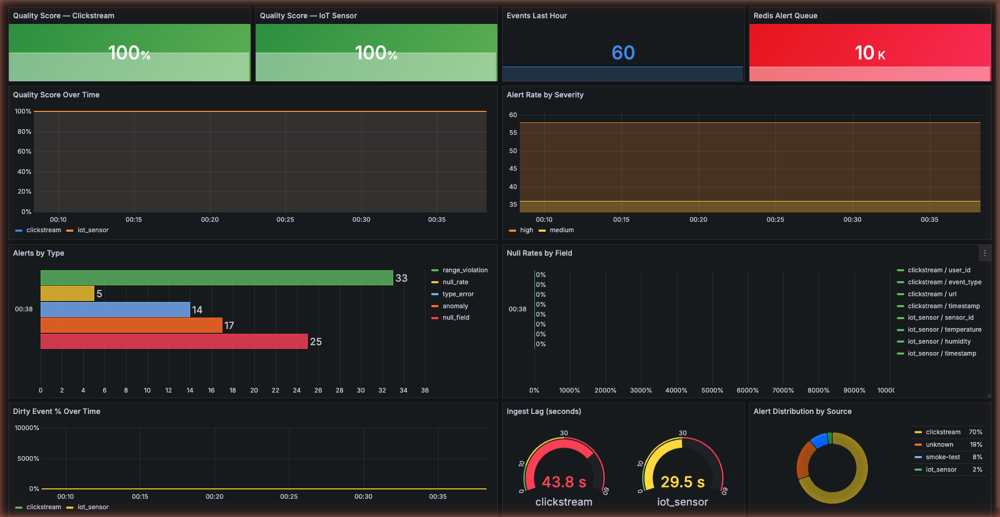 Quality Score — Clickstream
100%
Quality Score — IoT Sensor
100%
Events Last Hour
60
Redis Alert Queue
10 K
Quality Score Over Time
100%
80%
60%
40%
20%
0%
00:10 00:15 00:20 00:25 00:30 00:35
clickstream iot_sensor
Alert Rate by Severity
60
55
50
45
40
35
00:10 00:15 00:20 00:25 00:30 00:35
high medium
Alerts by Type
00:38
33
5
14
17
25
0 2 4 6 8 10 12 14 16 18 20 22 24 26 28 30 32 34 36
range_violation
null_rate
type_error
anomaly
null_field
Null Rates by Field
00:38
0%
0%
0%
0%
0%
0%
0%
0%
0% 1000% 2000% 3000% 4000% 5000% 6000% 7000% 8000% 9000% 1000
clickstream / user_id
clickstream / event_type
clickstream / url
clickstream / timestamp
iot_sensor / sensor_id
iot_sensor / temperature
iot_sensor / humidity
iot_sensor / timestamp
Dirty Event % Over Time
10000%
5000%
0%
00:10 00:15 00:20 00:25 00:30 00:35
clickstream iot_sensor
Ingest Lag (seconds)
0 10 30 60
43.8 s
clickstream
0 10 30 60
29.5 s
iot_sensor
Alert Distribution by Source
clickstream 70%
unknown 19%
smoke-test 8%
iot_sensor 2%